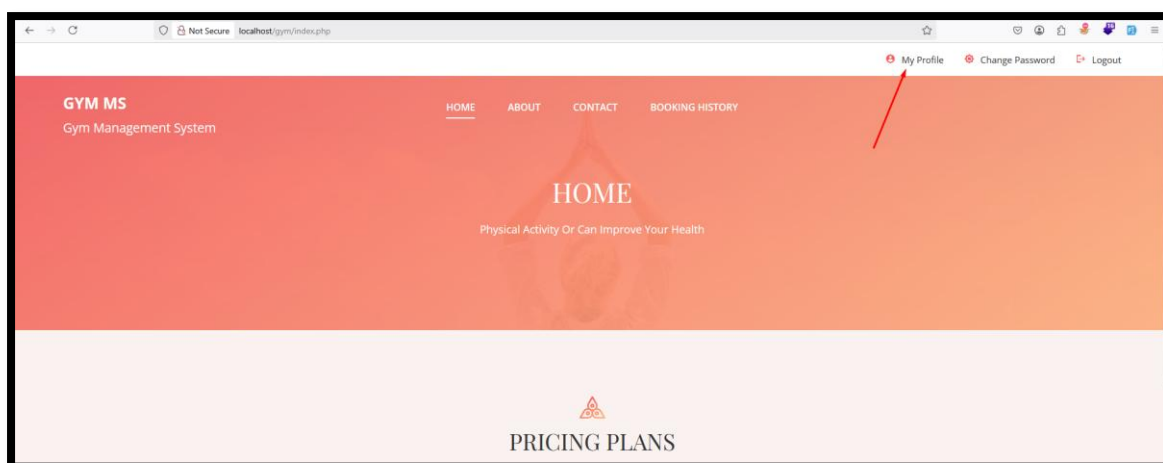 Not Secure localhost/gym/index.php
My Profile Change Password Logout
GYM MS
Gym Management System
HOME ABOUT CONTACT BOOKING HISTORY
HOME
Physical Activity Or Can Improve Your Health
PRICING PLANS